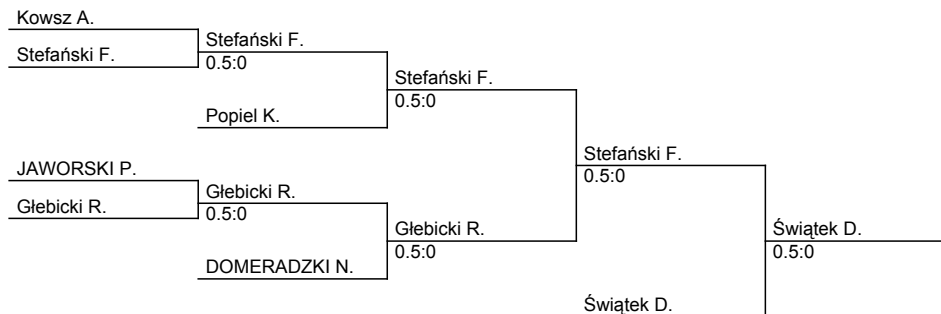 Kowsz A.
Stefański F.
Stefański F.
0.5:0
Popiel K.
Stefański F.
0.5:0
JAWORSKI P.
Głebicki R.
Głebicki R.
0.5:0
DOMERADZKI N.
Głebicki R.
0.5:0
Stefański F.
0.5:0
Świątek D.
Świątek D.
0.5:0